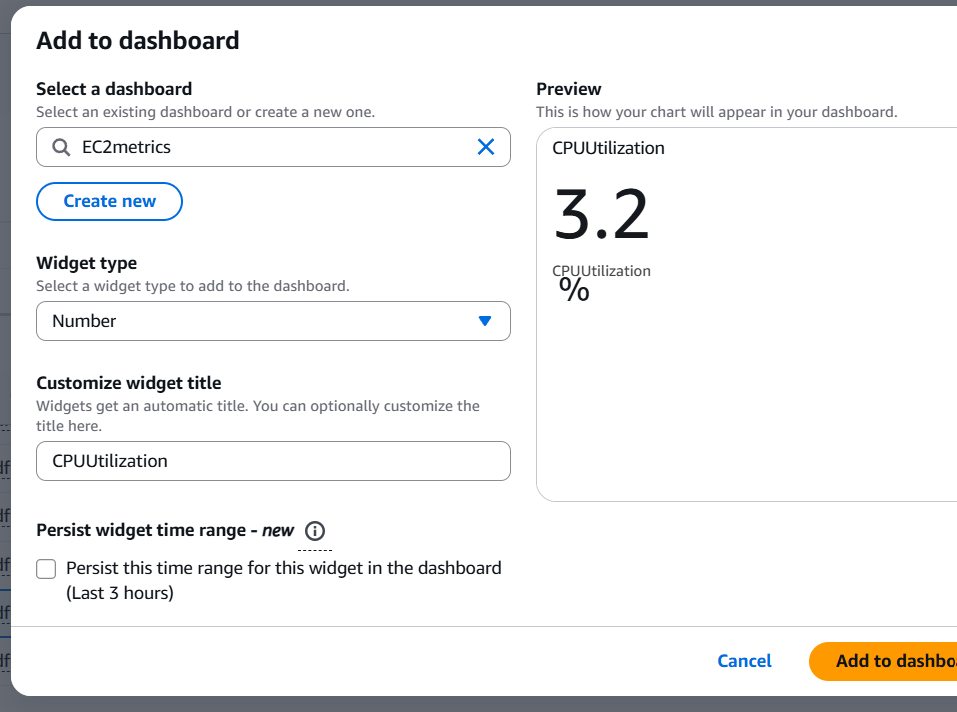 Add to dashboard
Select a dashboard
Select an existing dashboard or create a new one.
EC2metrics
Create new
Widget type
Select a widget type to add to the dashboard.
Number
Customize widget title
Widgets get an automatic title. You can optionally customize the
title here.
CPUUtilization
Persist widget time range - new
Persist this time range for this widget in the dashboard
(Last 3 hours)
Preview
This is how your chart will appear in your dashboard.
CPUUtilization
3.2
CPUUtilization
%
Cancel
Add to